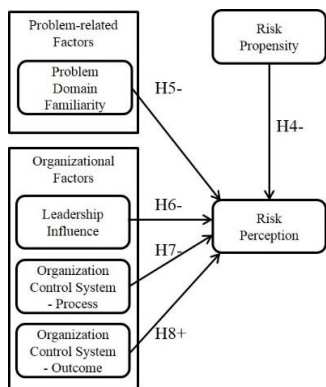 Problem-related
Factors
Problem
Domain
Familiarity
Risk
Propensity
H5-
H4-
Organizational
Factors
Leadership
Influence
H6-
Risk
Perception
H7-
Organization
Control System
- Process
H8+
Organization
Control System
- Outcome